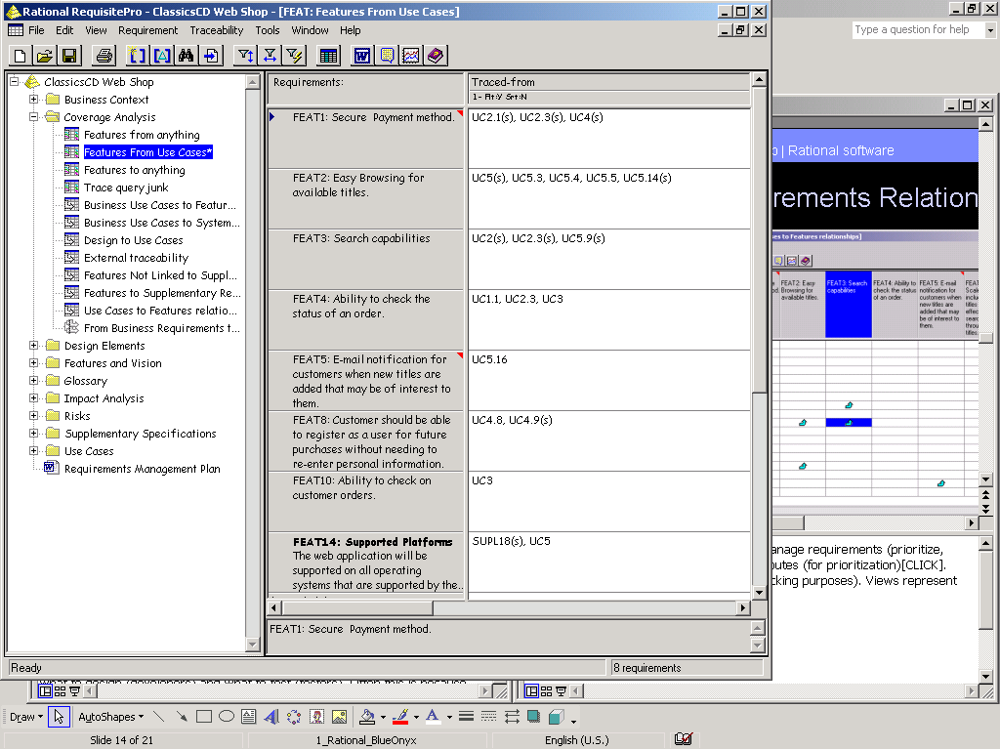 Rational RequisitePro - ClassicsCD Web Shop - [FEAT: Features From Use Cases]
File Edit View Requirement Traceability Tools Window Help
Type a question for help
ClassicsCD Web Shop
Business Context
Coverage Analysis
Features from anything
Features From Use Cases*
Features to anything
Trace query junk
Business Use Cases to Featur...
Business Use Cases to System...
Design to Use Cases
External traceability
Features Not Linked to Suppl...
Features to Supplementary Re...
Use Cases to Features relatio...
From Business Requirements t...
Design Elements
Features and Vision
Glossary
Impact Analysis
Risks
Supplementary Specifications
Use Cases
Requirements Management Plan
Requirements: Traced-from
1- Flt:Y Srt:N
FEAT1: Secure Payment method. UC2.1(s), UC2.3(s), UC4(s)
FEAT2: Easy Browsing for UC5(s), UC5.3, UC5.4, UC5.5, UC5.14(s)
available titles.
FEAT3: Search capabilities UC2(s), UC2.3(s), UC5.9(s)
FEAT4: Ability to check the UC1.1, UC2.3, UC3
status of an order.
FEAT5: E-mail notification for UC5.16
customers when new titles are
added that may be of interest to
them.
FEAT8: Customer should be able UC4.8, UC4.9(s)
to register as a user for future
purchases without needing to
re-enter personal information.
FEAT10: Ability to check on UC3
customer orders.
FEAT14: Supported Platforms SUPL18(s), UC5
The web application will be
supported on all operating
systems that are supported by the..
FEAT1: Secure Payment method.
Ready 8 requirements
| Rational software
rements Relation
es to Features relationships]
FEAT2: Easy
Browsing for
available titles.
FEAT3: Search
capabilities
FEAT4: Ability to
check the status
of an order.
FEAT5: E-mail
notification for
customers when
new titles are
added that may
be of interest to
them.
anage requirements (prioritize,
butes (for prioritization)[CLICK].
cking purposes). Views represent
Draw AutoShapes
Slide 14 of 21 1_Rational_BlueOnyx English (U.S.)